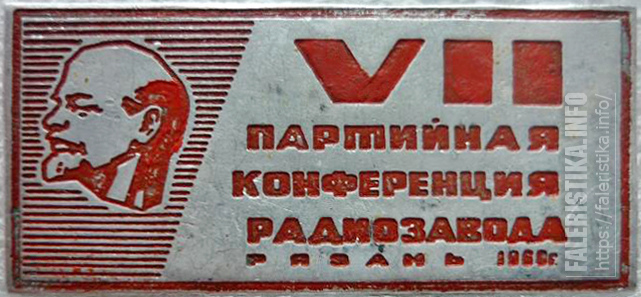 VII
ПАРТИЙНАЯ
КОНФЕРЕНЦИЯ
РАДИОЗАВОДА
РЯЗАНЬ
FALERISTIKA.INFO
https://faleristika.info/